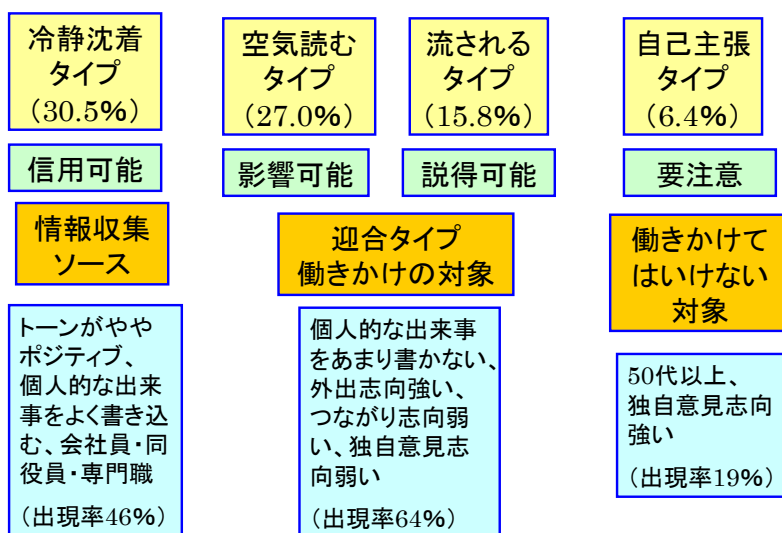 冷静沈着
タイプ
（30.5%）
信用可能
情報収集
ソース
トーンがやや
ポジティブ、
個人的な出来
事をよく書き込
む、会社員・同
役員・専門職
（出現率46%）
空気読む
タイプ
（27.0%）
影響可能
流される
タイプ
（15.8%）
説得可能
迎合タイプ
働きかけの対象
個人的な出来事
をあまり書かない、
外出志向強い、
つながり志向弱
い、独自意見志
向弱い
（出現率64%）
自己主張
タイプ
（6.4%）
要注意
働きかけて
はいけない
対象
50代以上、
独自意見志向
強い
（出現率19%）